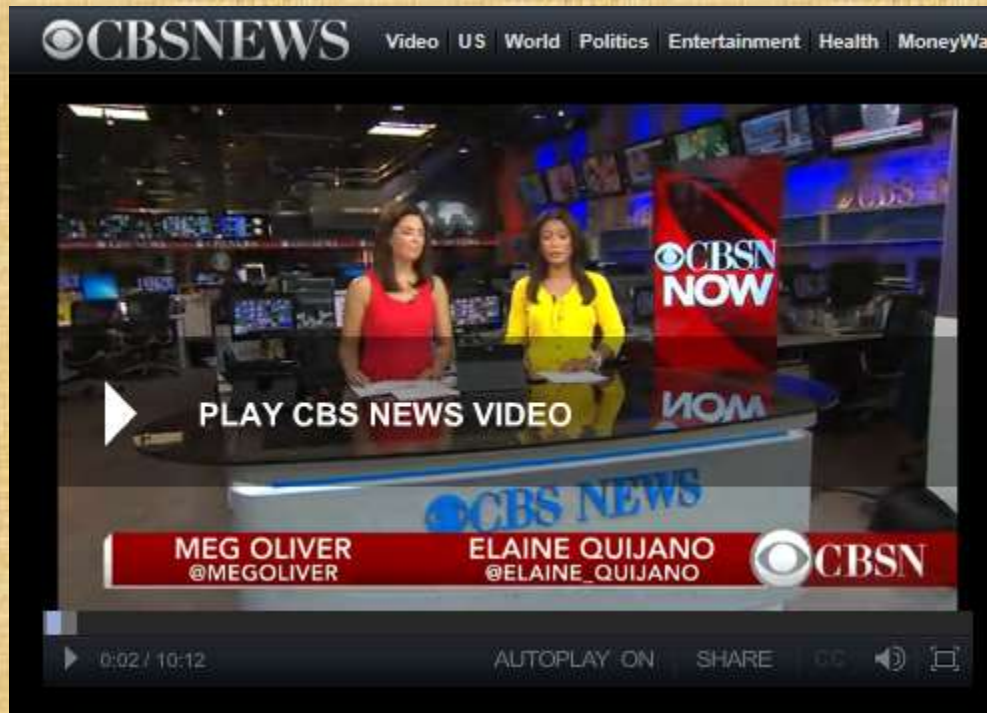 CBSNEWS Video US World Politics Entertainment Health MoneyWa
CBS
CBSN
NOW
PLAY CBS NEWS VIDEO
CBS NEWS
MEG OLIVER ELAINE QUIJANO
@MEGOLIVER @ELAINE_QUIJANO
CBSN
0:02 / 10:12 AUTOPLAY ON SHARE CC